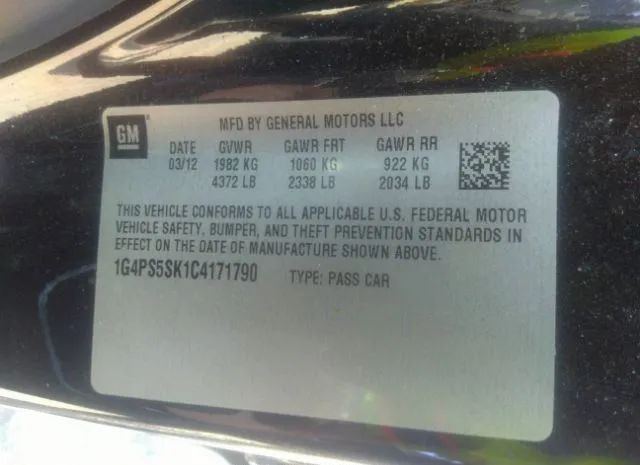 GM
MFD BY GENERAL MOTORS LLC
DATE GVWR GAWR FRT GAWR RR
03/12 1982 KG 1060 KG 922 KG
4372 LB 2338 LB 2034 LB
THIS VEHICLE CONFORMS TO ALL APPLICABLE U.S. FEDERAL MOTOR
VEHICLE SAFETY, BUMPER, AND THEFT PREVENTION STANDARDS IN
EFFECT ON THE DATE OF MANUFACTURE SHOWN ABOVE.
1G4PS5SK1C4171790 TYPE: PASS CAR